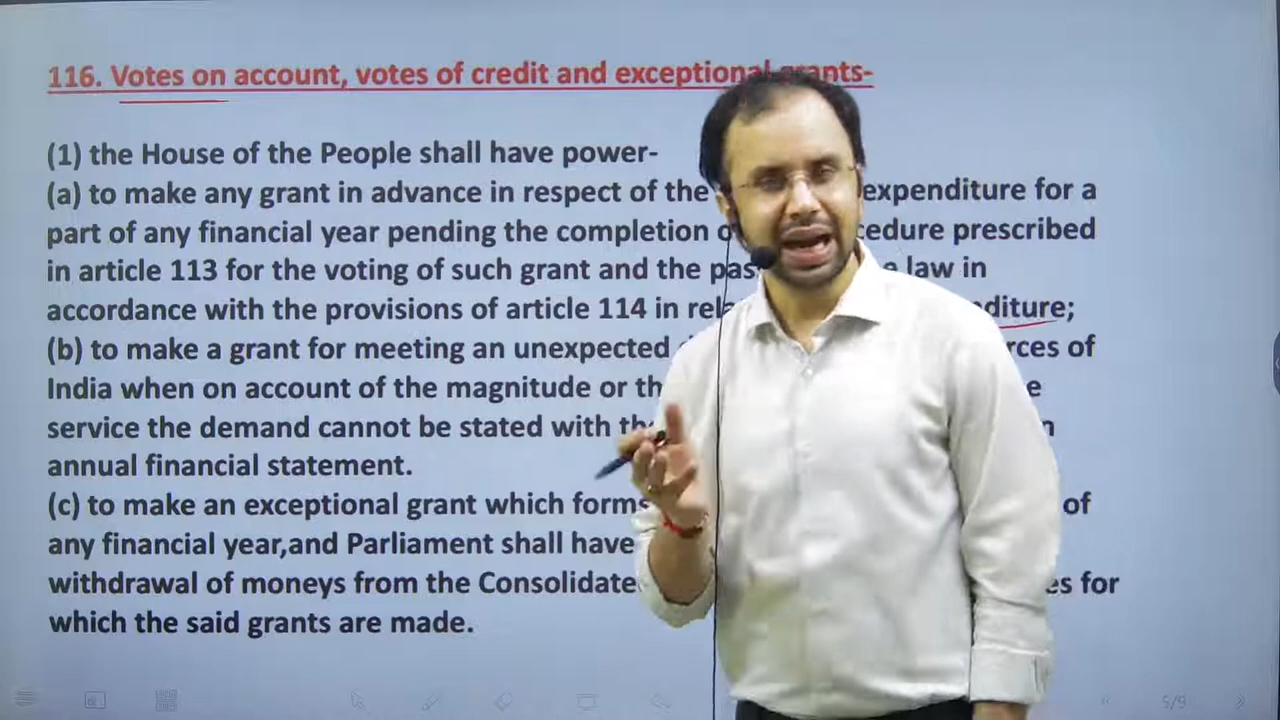 116. Votes on account, votes of credit and exceptional grants-
(1) the House of the People shall have power-
(a) to make any grant in advance in respect of the expenditure for a
part of any financial year pending the completion cedure prescribed
in article 113 for the voting of such grant and the law in
accordance with the provisions of article 114 in diture;
(b) to make a grant for meeting an unexpected rces of
India when on account of the magnitude or
service the demand cannot be stated with
annual financial statement.
(c) to make an exceptional grant which forms of
any financial year,and Parliament shall have
withdrawal of moneys from the Consolidate es for
which the said grants are made.
5/9